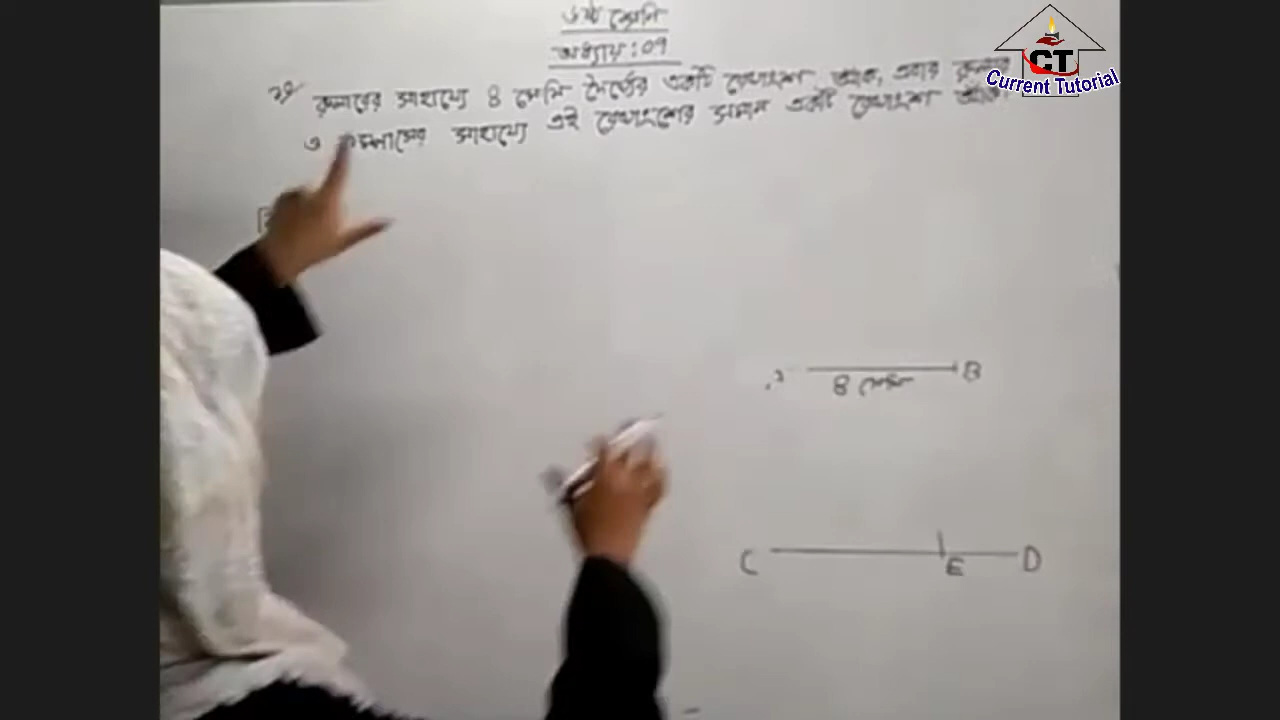 ৬ষ্ঠ শ্রেণি
অধ্যায় : ০৭
রুলারের সাহায্যে ৪ সেমি দৈর্ঘ্যের একটি রেখাংশ আঁক, এবার রুলার
ও কম্পাসের সাহায্যে এই রেখাংশের সমান একটি রেখাংশ আঁক।
CT
Current Tutorial
B
৪ সেমি
C E D